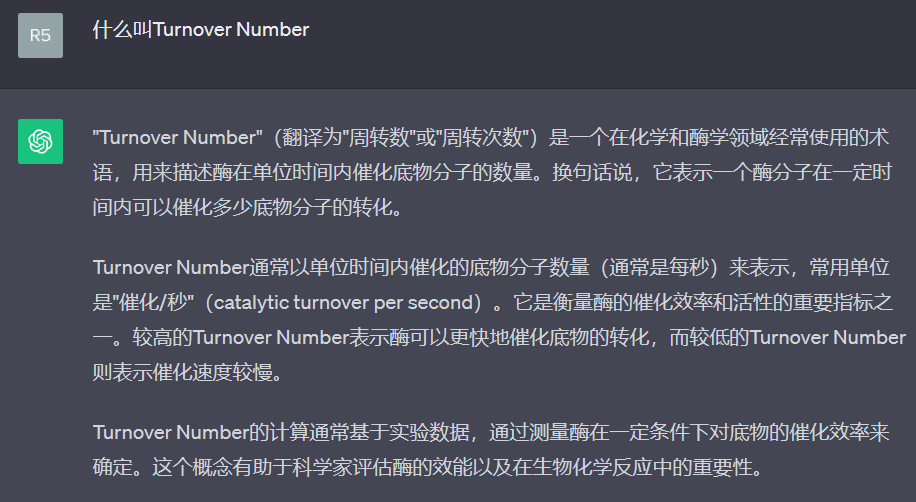 R5
什么叫Turnover Number
"Turnover Number"（翻译为"周转数"或"周转次数"）是一个在化学和酶学领域经常使用的术
语，用来描述酶在单位时间内催化底物分子的数量。换句话说，它表示一个酶分子在一定时
间内可以催化多少底物分子的转化。
Turnover Number通常以单位时间内催化的底物分子数量（通常是每秒）来表示，常用单位
是"催化/秒"（catalytic turnover per second）。它是衡量酶的催化效率和活性的重要指标之
一。较高的Turnover Number表示酶可以更快地催化底物的转化，而较低的Turnover Number
则表示催化速度较慢。
Turnover Number的计算通常基于实验数据，通过测量酶在一定条件下对底物的催化效率来
确定。这个概念有助于科学家评估酶的效能以及在生物化学反应中的重要性。